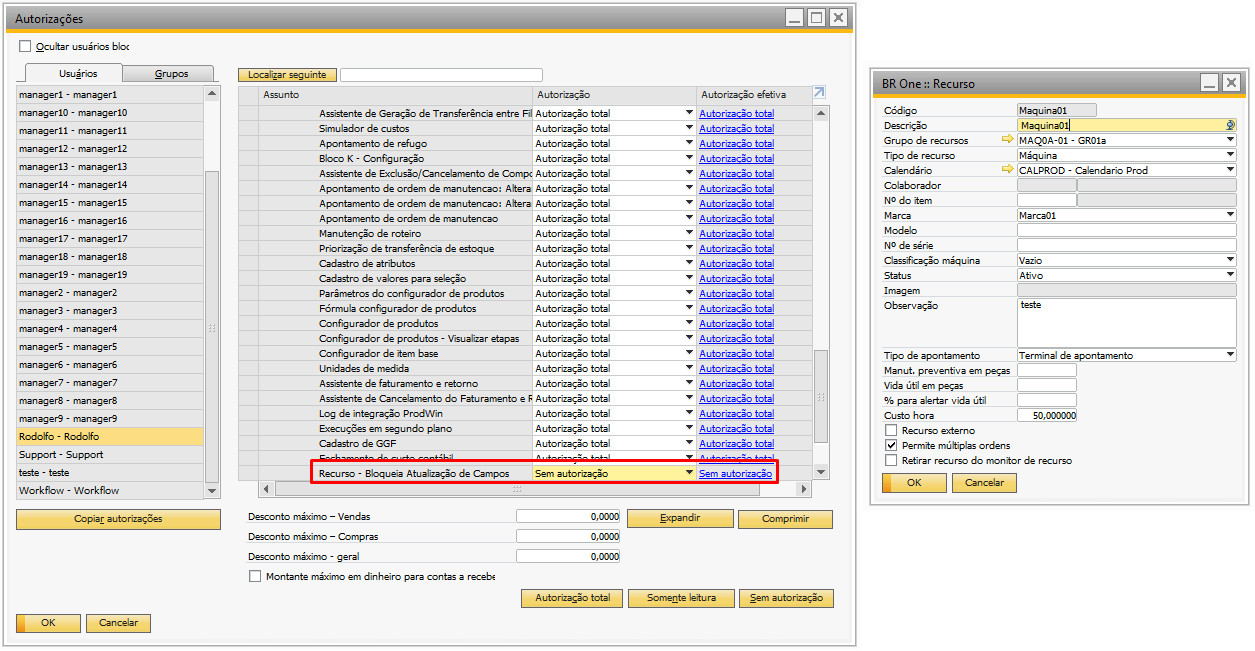 Autorizações
Ocultar usuários bloc
Usuários Grupos
manager1 - manager1
manager10 - manager10
manager11 - manager11
manager12 - manager12
manager13 - manager13
manager14 - manager14
manager15 - manager15
manager16 - manager16
manager17 - manager17
manager18 - manager18
manager19 - manager19
manager2 - manager2
manager3 - manager3
manager4 - manager4
manager5 - manager5
manager6 - manager6
manager7 - manager7
manager8 - manager8
manager9 - manager9
Rodolfo - Rodolfo
Support - Support
teste - teste
Workflow - Workflow
Copiar autorizações
Localizar seguinte
Assunto Autorização Autorização efetiva
Assistente de Geração de Transferência entre Fil Autorização total Autorização total
Simulador de custos Autorização total Autorização total
Apontamento de refugo Autorização total Autorização total
Bloco K - Configuração Autorização total Autorização total
Assistente de Exclusão/Cancelamento de Compo Autorização total Autorização total
Apontamento de ordem de manutencao: Altera Autorização total Autorização total
Apontamento de ordem de manutencao: Altera Autorização total Autorização total
Apontamento de ordem de manutencao Autorização total Autorização total
Manutenção de roteiro Autorização total Autorização total
Priorização de transferência de estoque Autorização total Autorização total
Cadastro de atributos Autorização total Autorização total
Cadastro de valores para seleção Autorização total Autorização total
Parâmetros do configurador de produtos Autorização total Autorização total
Fórmula configurador de produtos Autorização total Autorização total
Configurador de produtos Autorização total Autorização total
Configurador de produtos - Visualizar etapas Autorização total Autorização total
Configurador de item base Autorização total Autorização total
Unidades de medida Autorização total Autorização total
Assistente de faturamento e retorno Autorização total Autorização total
Assistente de Cancelamento do Faturamento e R Autorização total Autorização total
Log de integração ProdWin Autorização total Autorização total
Execuções em segundo plano Autorização total Autorização total
Cadastro de GGF Autorização total Autorização total
Fechamento de custo contábil Autorização total Autorização total
Recurso - Bloqueia Atualização de Campos Sem autorização Sem autorização
Desconto máximo – Vendas 0,0000
Desconto máximo – Compras 0,0000
Desconto máximo - geral 0,0000
Montante máximo em dinheiro para contas a recebe
Expandir Comprimir
Autorização total Somente leitura Sem autorização
OK Cancelar
BR One :: Recurso
Código Maquina01
Descrição Maquina01
Grupo de recursos MAQ0A-01 - GR01a
Tipo de recurso Máquina
Calendário CALPROD - Calendario Prod
Colaborador
Nº do item
Marca Marca01
Modelo
Nº de série
Classificação máquina Vazio
Status Ativo
Imagem
Observação teste
Tipo de apontamento Terminal de apontamento
Manut. preventiva em peças
Vida útil em peças
% para alertar vida útil
Custo hora 50,000000
Recurso externo
Permite múltiplas ordens
Retirar recurso do monitor de recurso
OK Cancelar